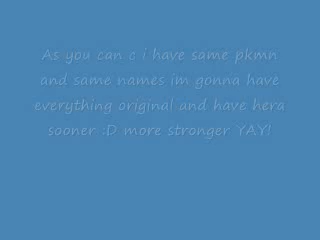 As you can c i have same pkmn
and same names im gonna have
everything original and have hera
sooner :D more stronger YAY!